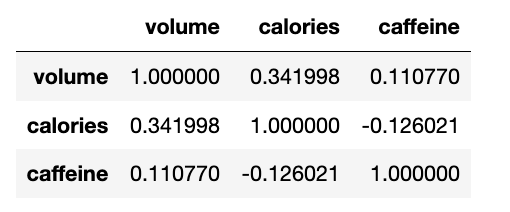 volume calories caffeine
volume 1.000000 0.341998 0.110770
calories 0.341998 1.000000 -0.126021
caffeine 0.110770 -0.126021 1.000000